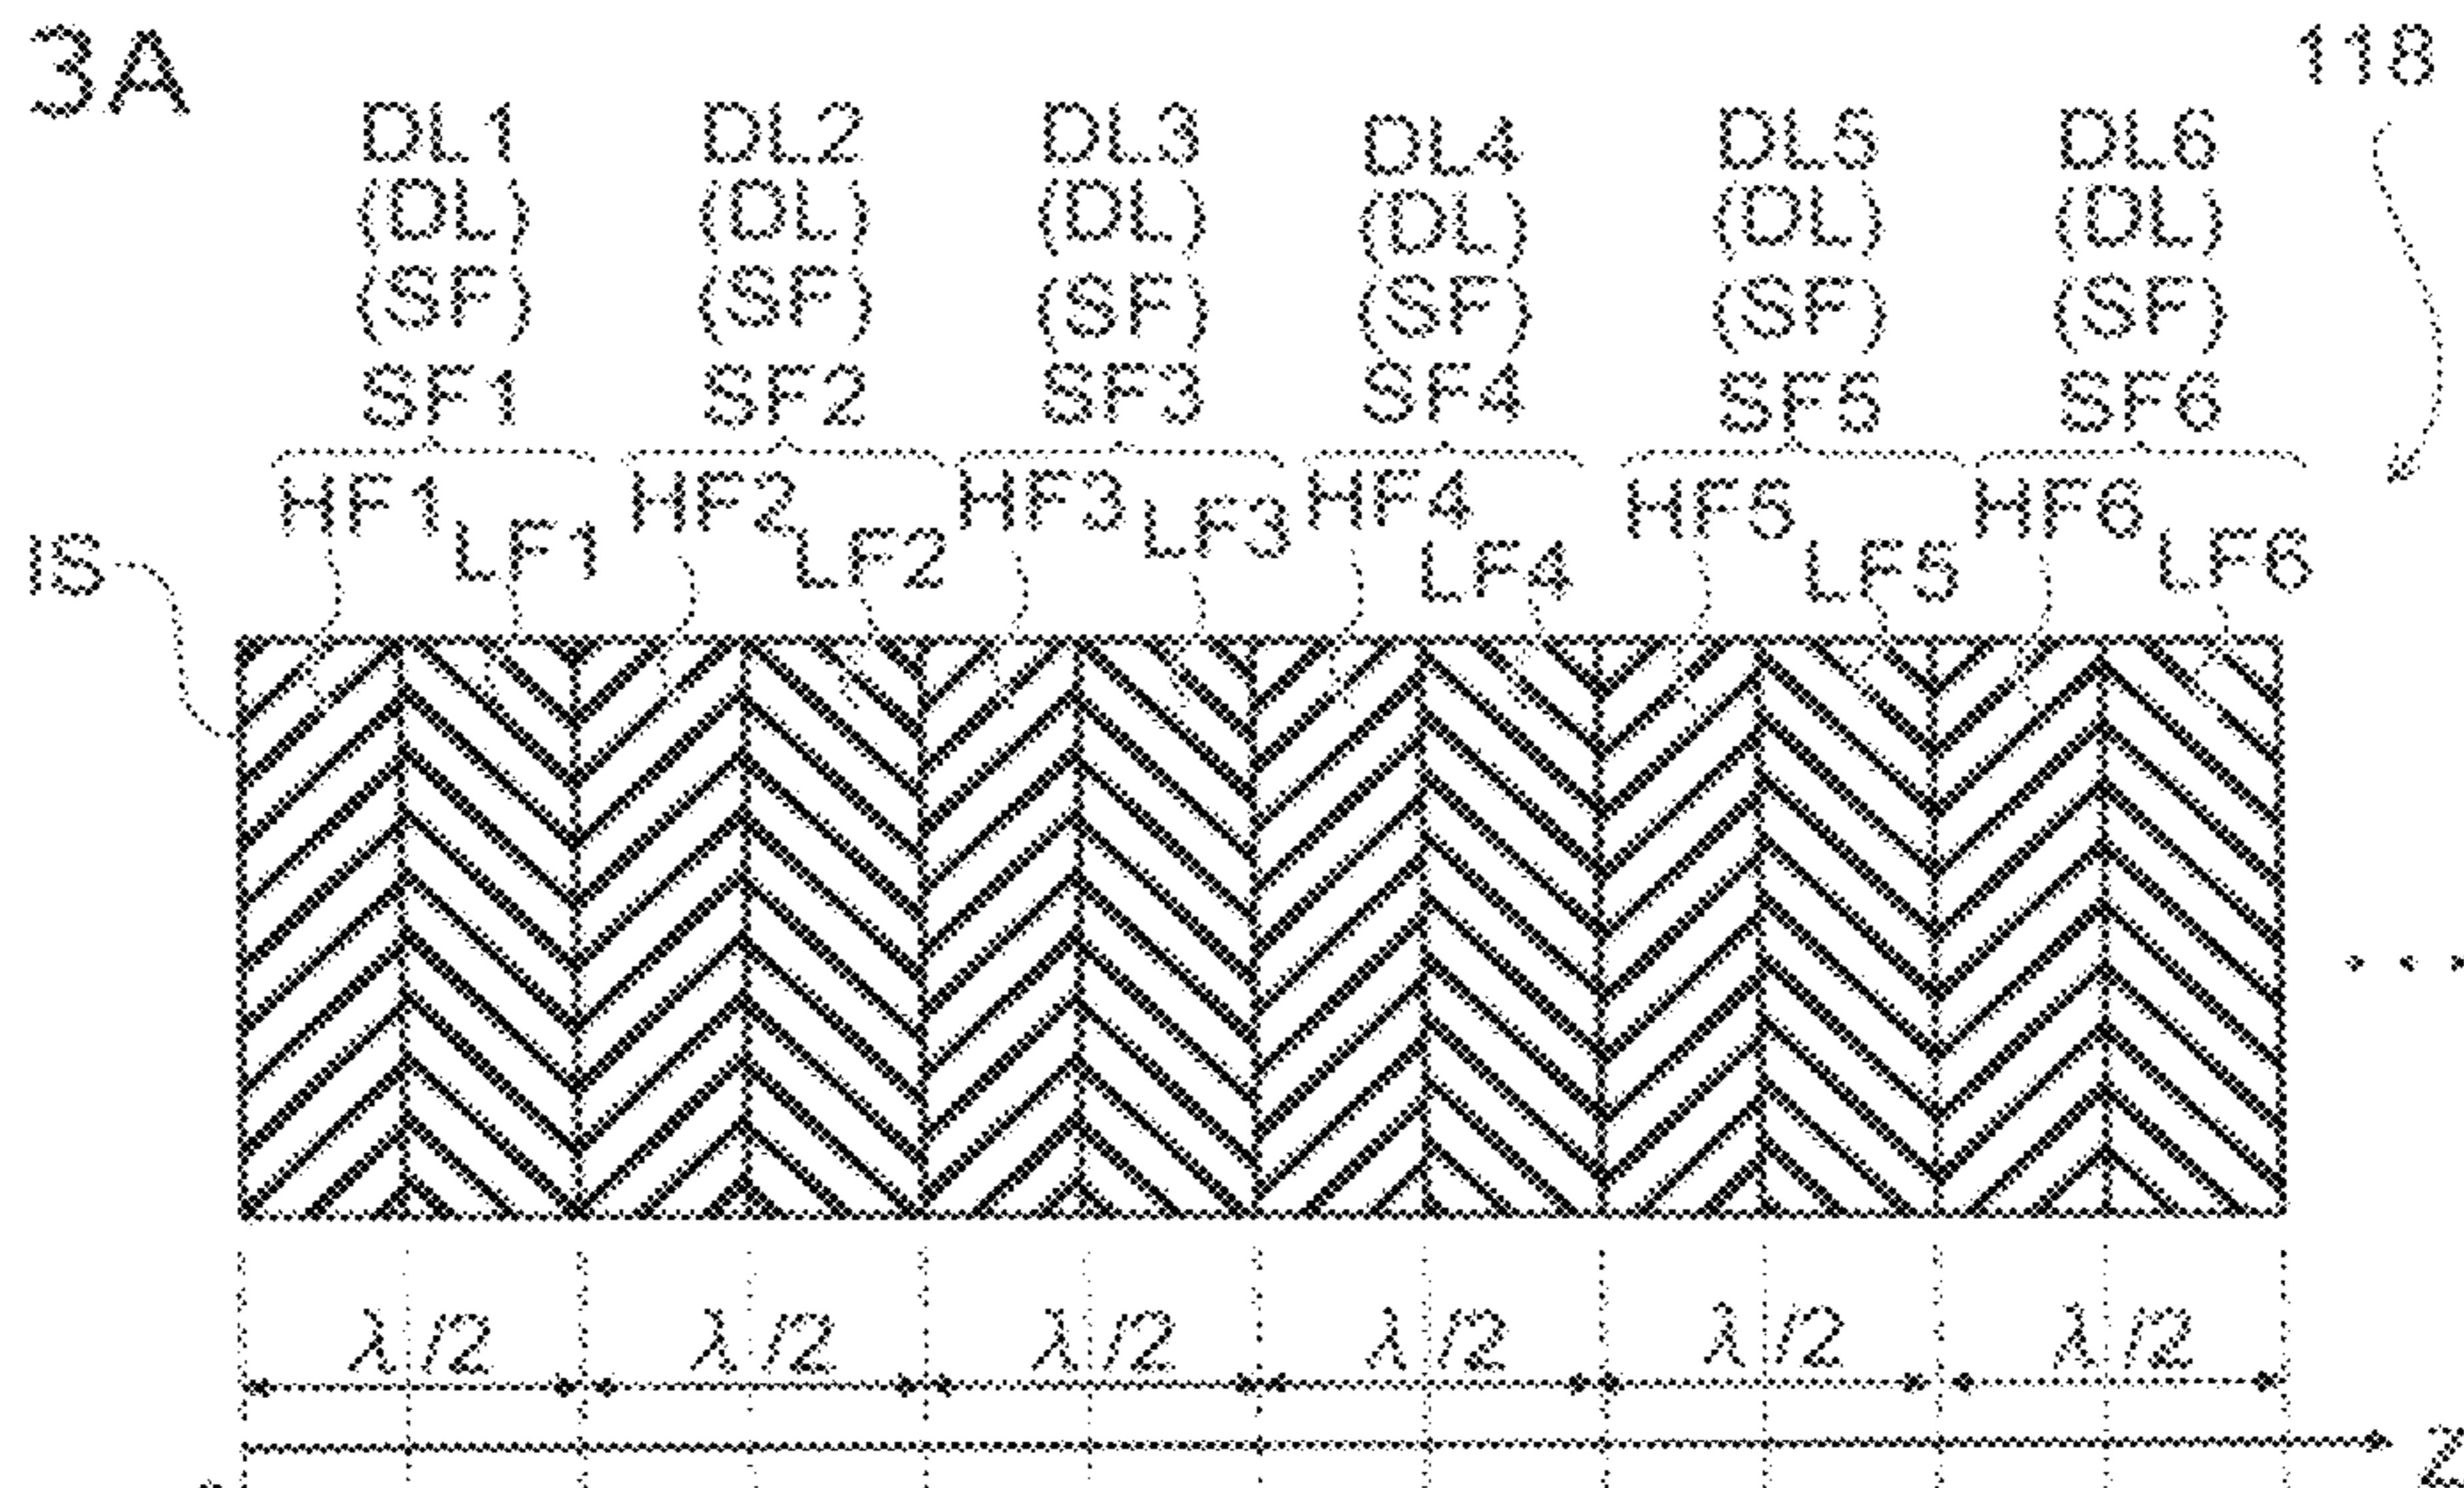 3A
118
DL1 DL2 DL3 DL4 DL5 DL6
(DL) (DL) (DL) (DL) (DL) (DL)
(SF) (SF) (SF) (SF) (SF) (SF)
SF1 SF2 SF3 SF4 SF5 SF6
HF1 HF2 HF3 HF4 HF5 HF6
IS LF1 LF2 LF3 LF4 LF5 LF6
...
λ/2 λ/2 λ/2 λ/2 λ/2 λ/2
Z